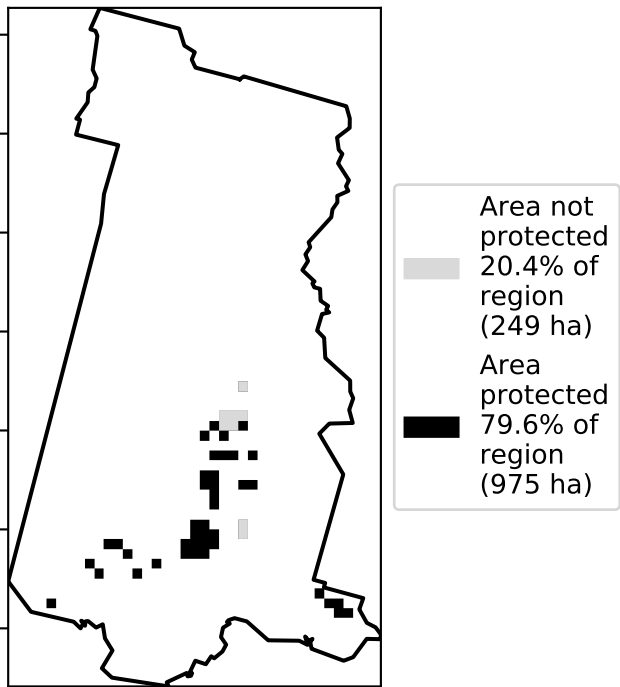 Area not
protected
20.4% of
region
(249 ha)
Area
protected
79.6% of
region
(975 ha)